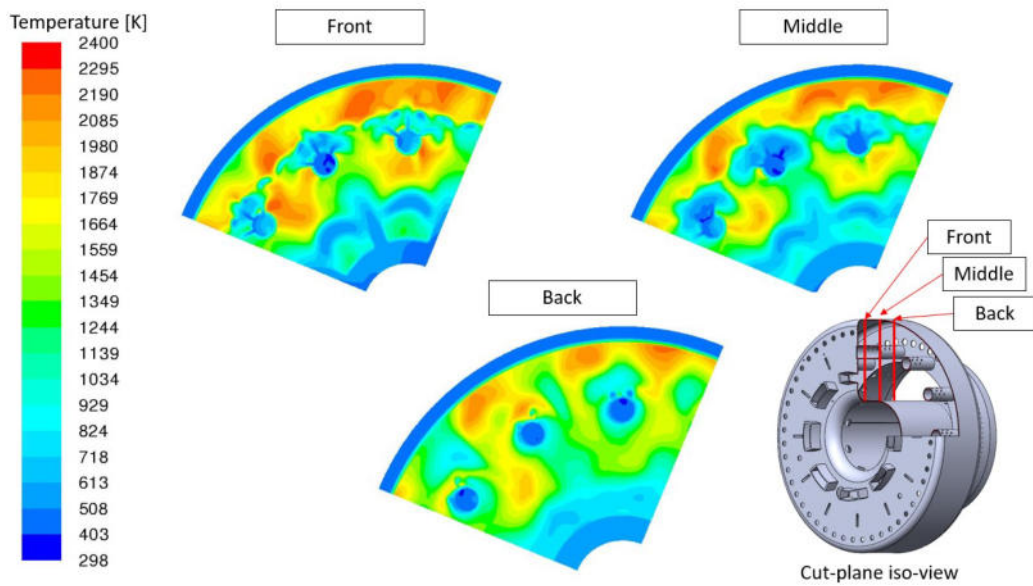 Temperature [K]
2400
2295
2190
2085
1980
1874
1769
1664
1559
1454
1349
1244
1139
1034
929
824
718
613
508
403
298
Front
Middle
Back
Front
Middle
Back
Cut-plane iso-view